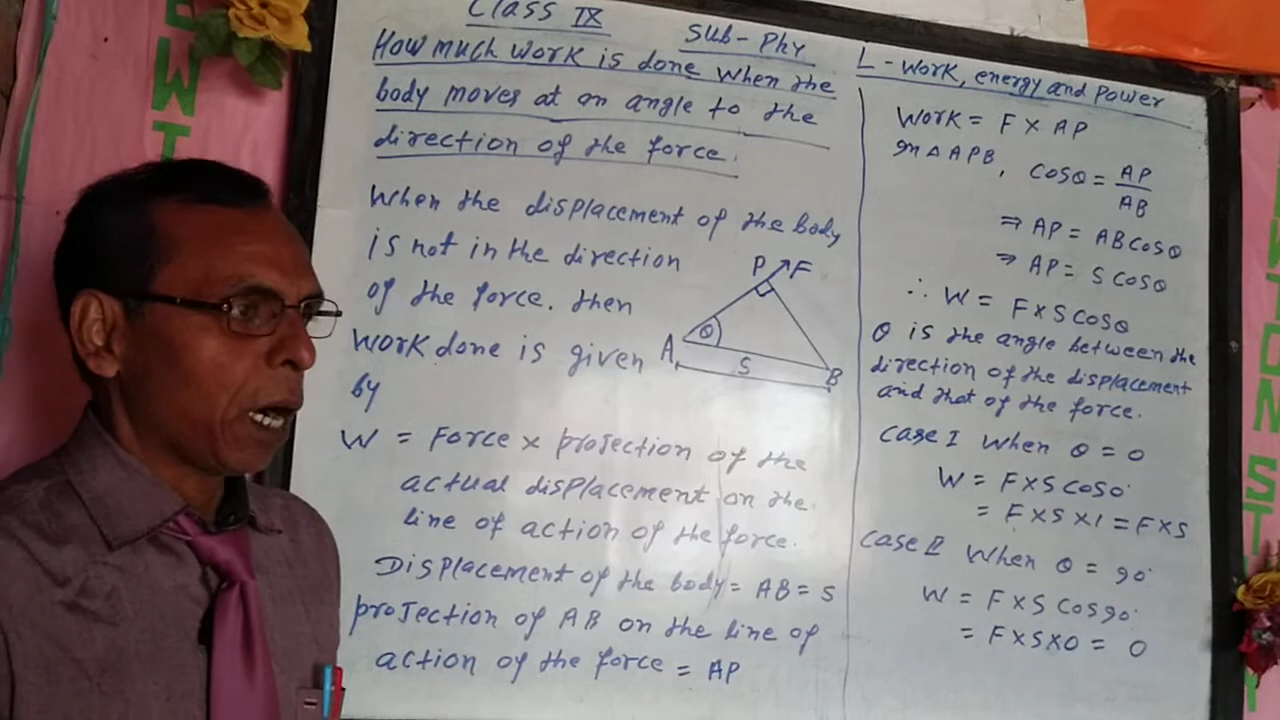 Class IX
Sub - Phy
L - Work, energy and Power
How much work is done when the
body moves at an angle to the
direction of the force.
When the displacement of the body
is not in the direction
of the force. then
work done is given
by
P F
A θ S B
W = Force × projection of the
actual displacement on the
line of action of the force.
Displacement of the body = AB = S
projection of AB on the line of
action of the force = AP
Work = F × AP
In △ APB, cosθ = AP/AB
⇒ AP = AB cosθ
⇒ AP = S cosθ
∴ W = F × S cosθ
θ is the angle between the
direction of the displacement
and that of the force.
Case I when θ = 0
W = F × S cos0°
= F × S × 1 = F × S
Case II When θ = 90°
W = F × S cos90°
= F × S × 0 = 0